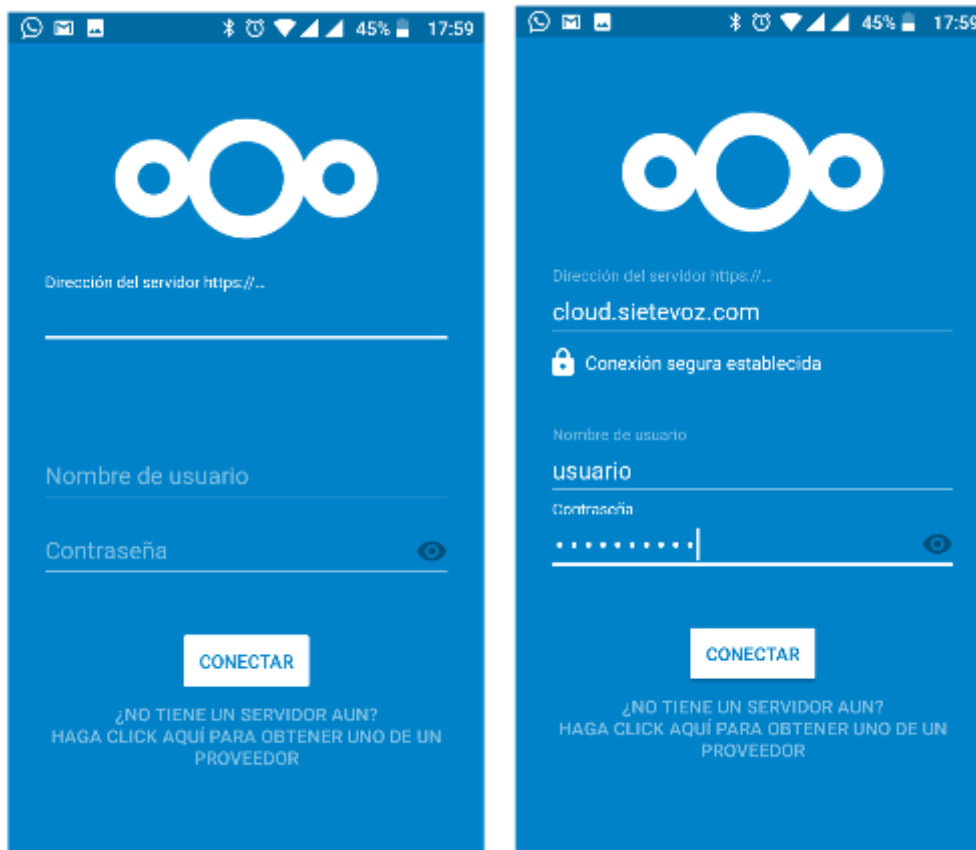 45% 17:59
Dirección del servidor https://...
Nombre de usuario
Contraseña
CONECTAR
¿NO TIENE UN SERVIDOR AUN?
HAGA CLICK AQUÍ PARA OBTENER UNO DE UN
PROVEEDOR
45% 17:59
Dirección del servidor https://...
cloud.sietevoz.com
Conexión segura establecida
Nombre de usuario
usuario
Contraseña
CONECTAR
¿NO TIENE UN SERVIDOR AUN?
HAGA CLICK AQUÍ PARA OBTENER UNO DE UN
PROVEEDOR